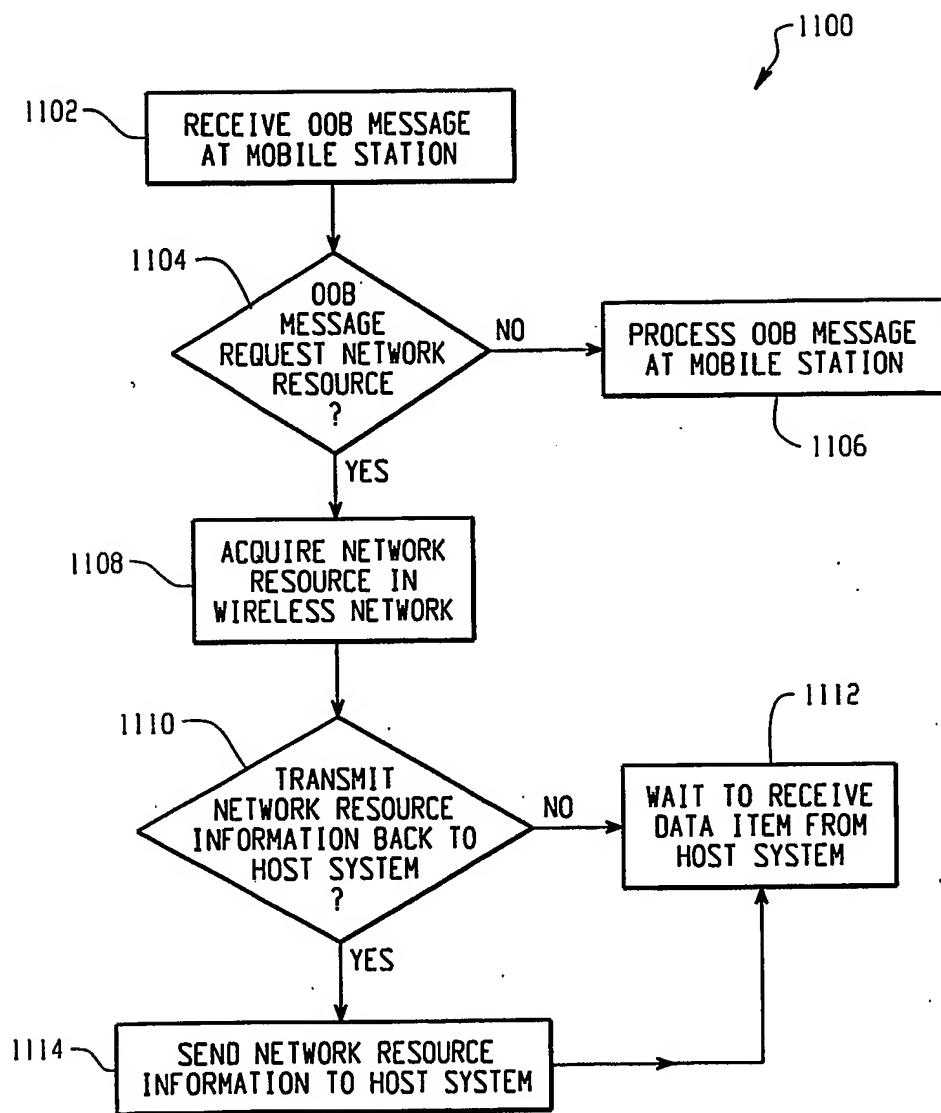 1100
1102
RECEIVE OOB MESSAGE
AT MOBILE STATION
1104
OOB
MESSAGE
REQUEST NETWORK
RESOURCE
?
NO
PROCESS OOB MESSAGE
AT MOBILE STATION
1106
YES
1108
ACQUIRE NETWORK
RESOURCE IN
WIRELESS NETWORK
1110
TRANSMIT
NETWORK RESOURCE
INFORMATION BACK TO
HOST SYSTEM
?
NO
1112
WAIT TO RECEIVE
DATA ITEM FROM
HOST SYSTEM
YES
1114
SEND NETWORK RESOURCE
INFORMATION TO HOST SYSTEM